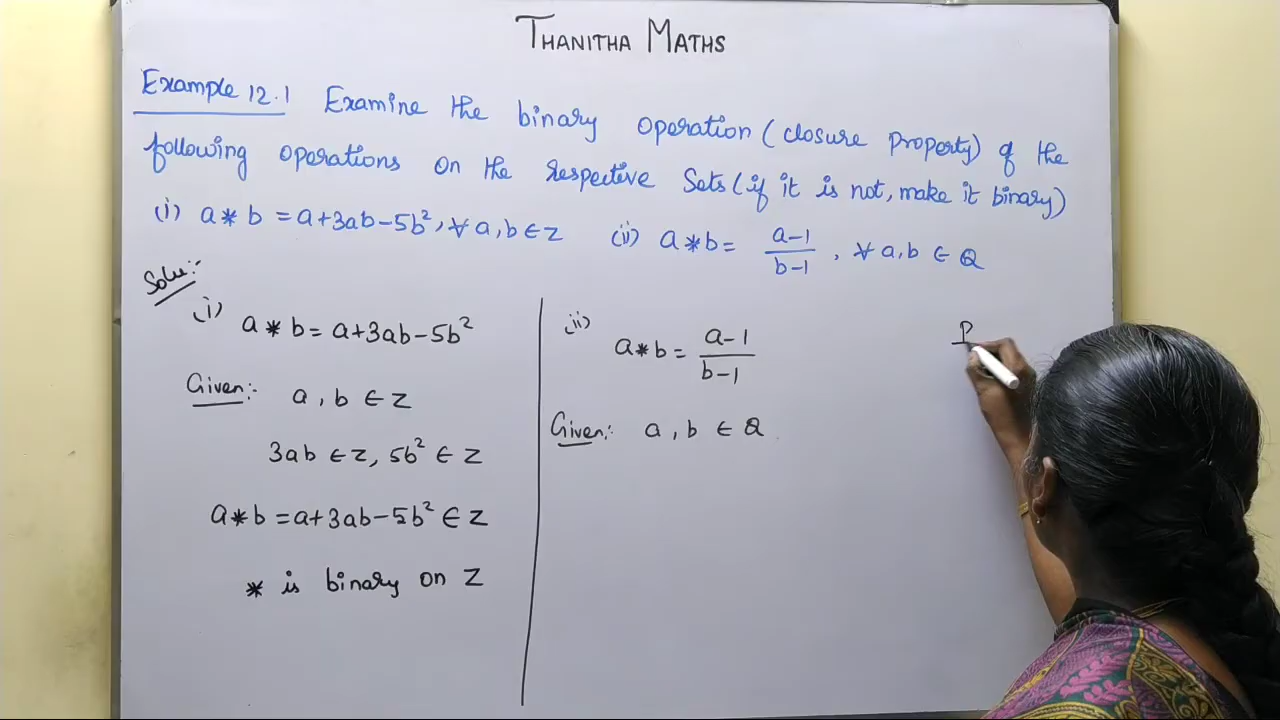 THANITHA MATHS
Example 12.1 Examine the binary operation (closure property) of the
following operations on the respective sets (if it is not, make it binary)
(i) a * b = a+3ab-5b², ∀ a,b ∈ Z (ii) a * b = a-1/b-1, ∀ a,b ∈ Q
Solu:-
(i) a * b = a+3ab-5b²
Given:- a, b ∈ Z
3ab ∈ Z, 5b² ∈ Z
a * b = a+3ab-5b² ∈ Z
* is binary on Z
(ii) a * b = a-1/b-1
Given:- a, b ∈ Q
P